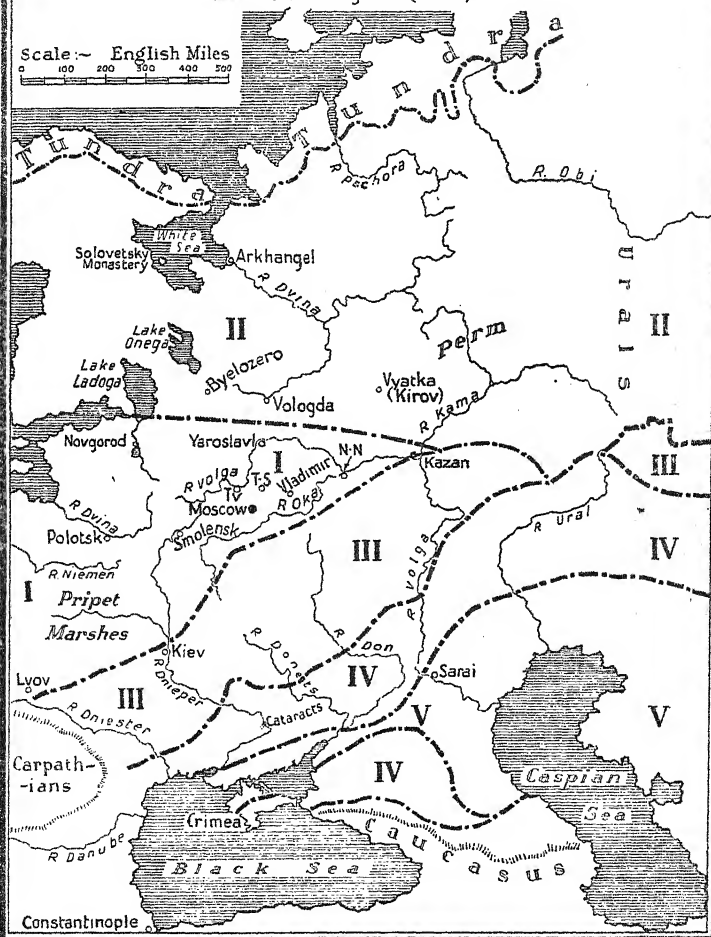 Scale:~ English Miles
0 100 200 300 400 500
Tundra
Tundra
R. Pechora
R. Obi
White Sea
Solovetsky Monastery
Arkhangel
R Dvina
Urals
II
II
Lake Onega
Perm
Byelozero
Lake Ladoga
Vyatka (Kirov)
Vologda
R Kama
Novgorod
Yaroslavla
N-N
I
Kazan
III
R Volga
T-S
Vladimir
TV
Moscow
R Oka
R Dvina
Smolensk
R Ural
Polotsk
III
IV
R. Niemen
R Volga
I
Pripet
Marshes
R Don
Kiev
R Donets
IV
Sarai
Lvov
R Dnieper
III
R Dniester
Cataracts
V
V
Carpath-
-ians
IV
Caspian Sea
Crimea
Caucasus
R Danube
Black Sea
Constantinople